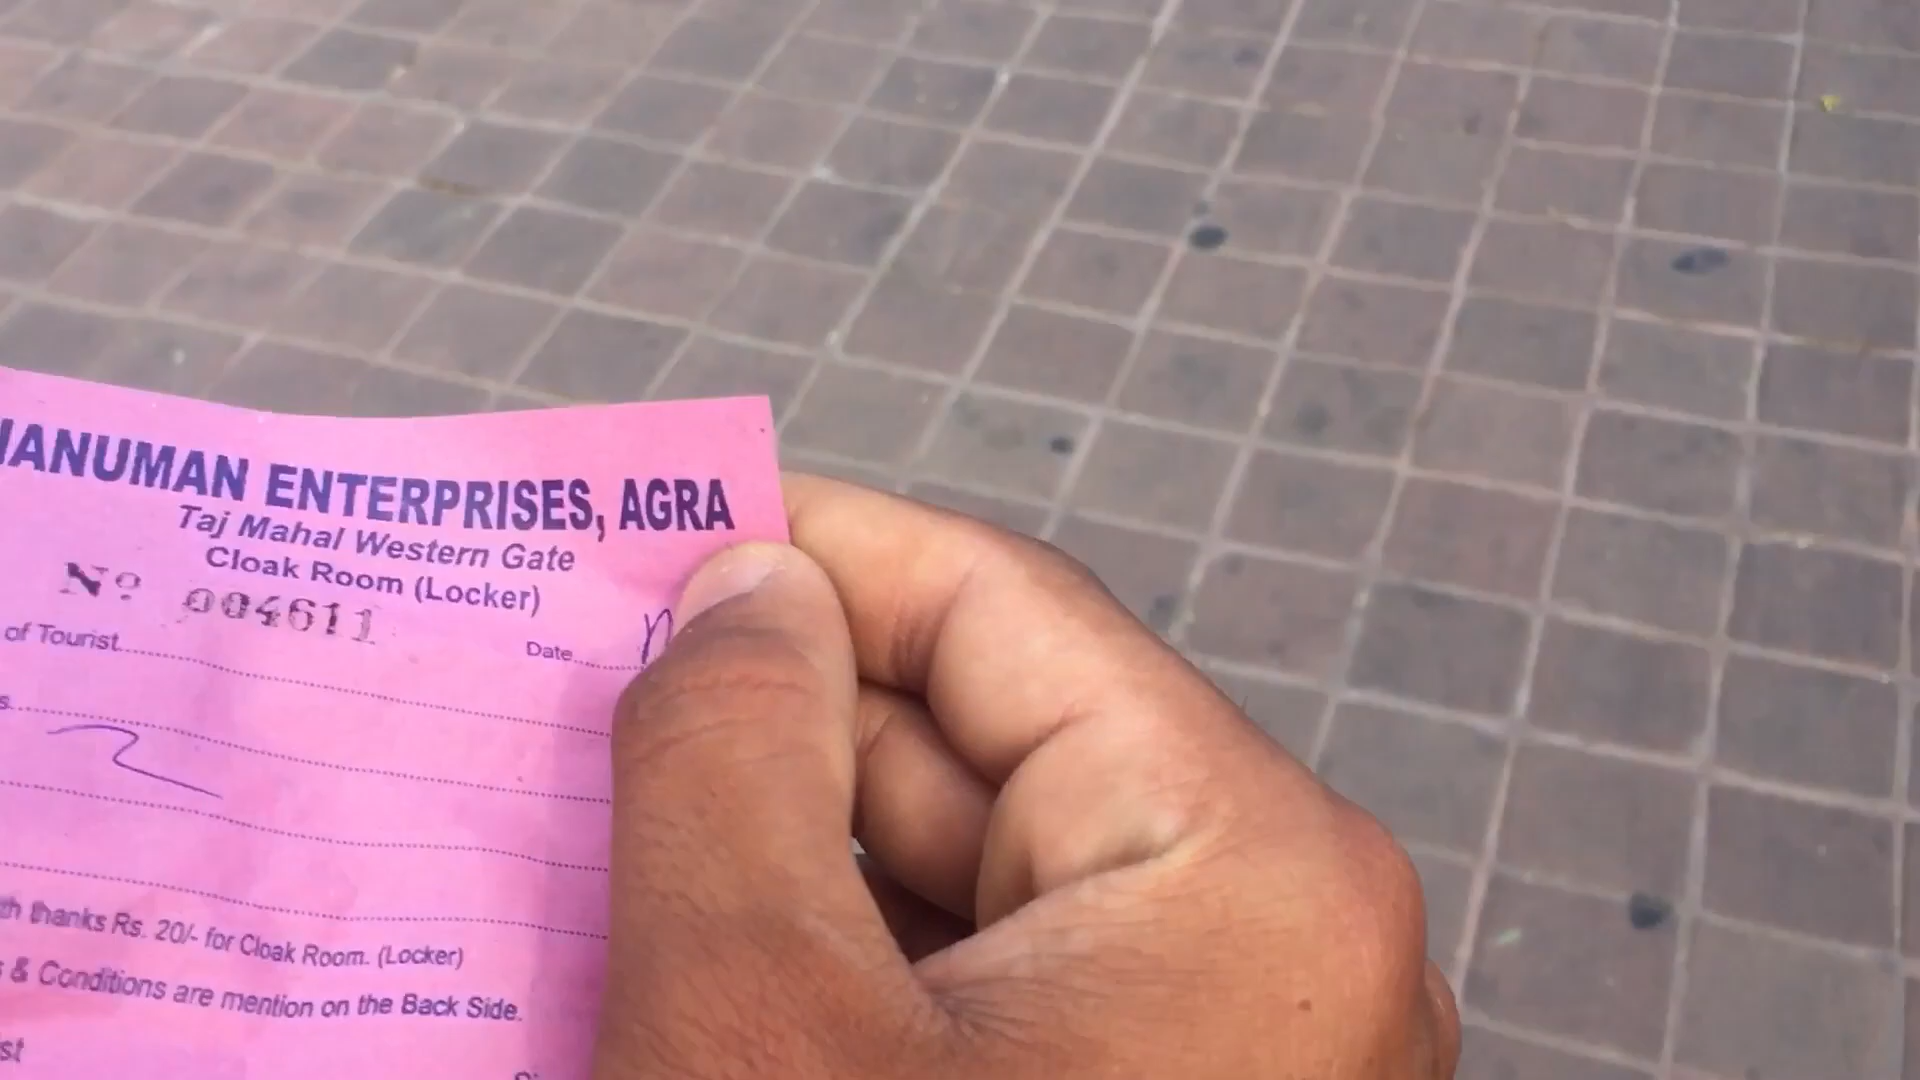 HANUMAN ENTERPRISES, AGRA
Taj Mahal Western Gate
Cloak Room (Locker)
Nº 004611
of Tourist
Date
thanks Rs. 20/- for Cloak Room. (Locker)
& Conditions are mention on the Back Side.